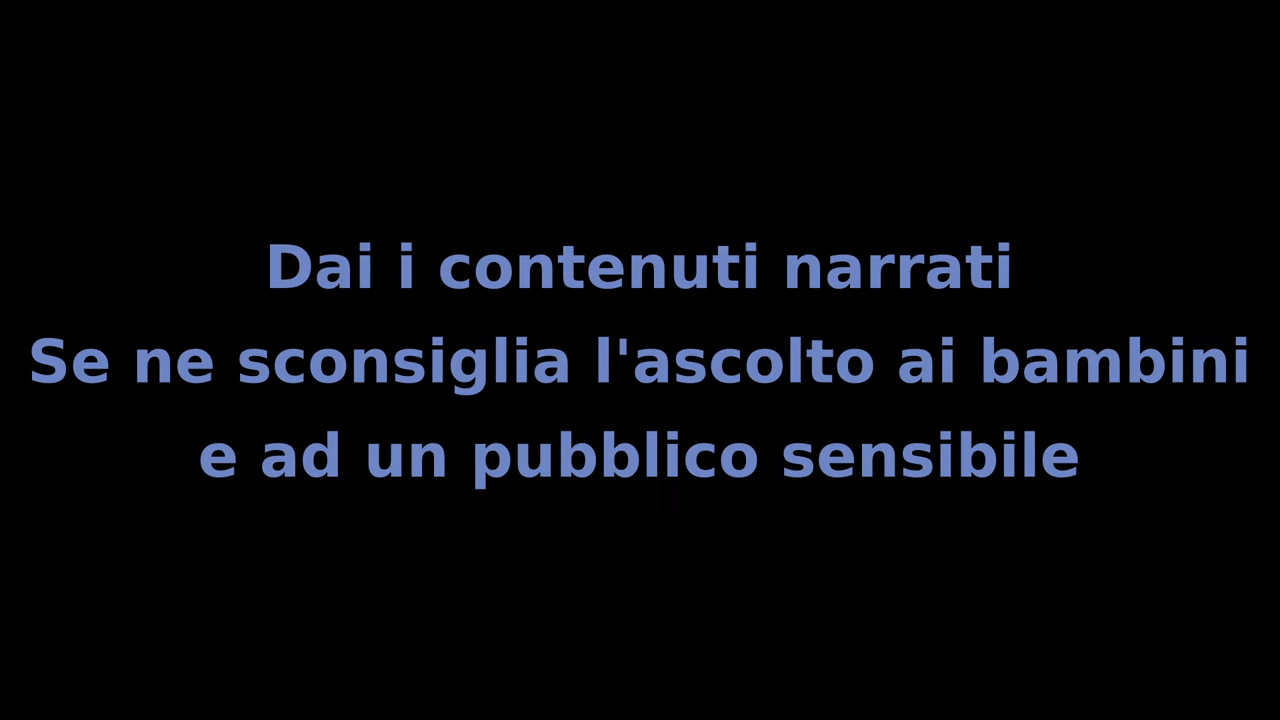 Dai i contenuti narrati
Se ne sconsiglia l'ascolto ai bambini
e ad un pubblico sensibile